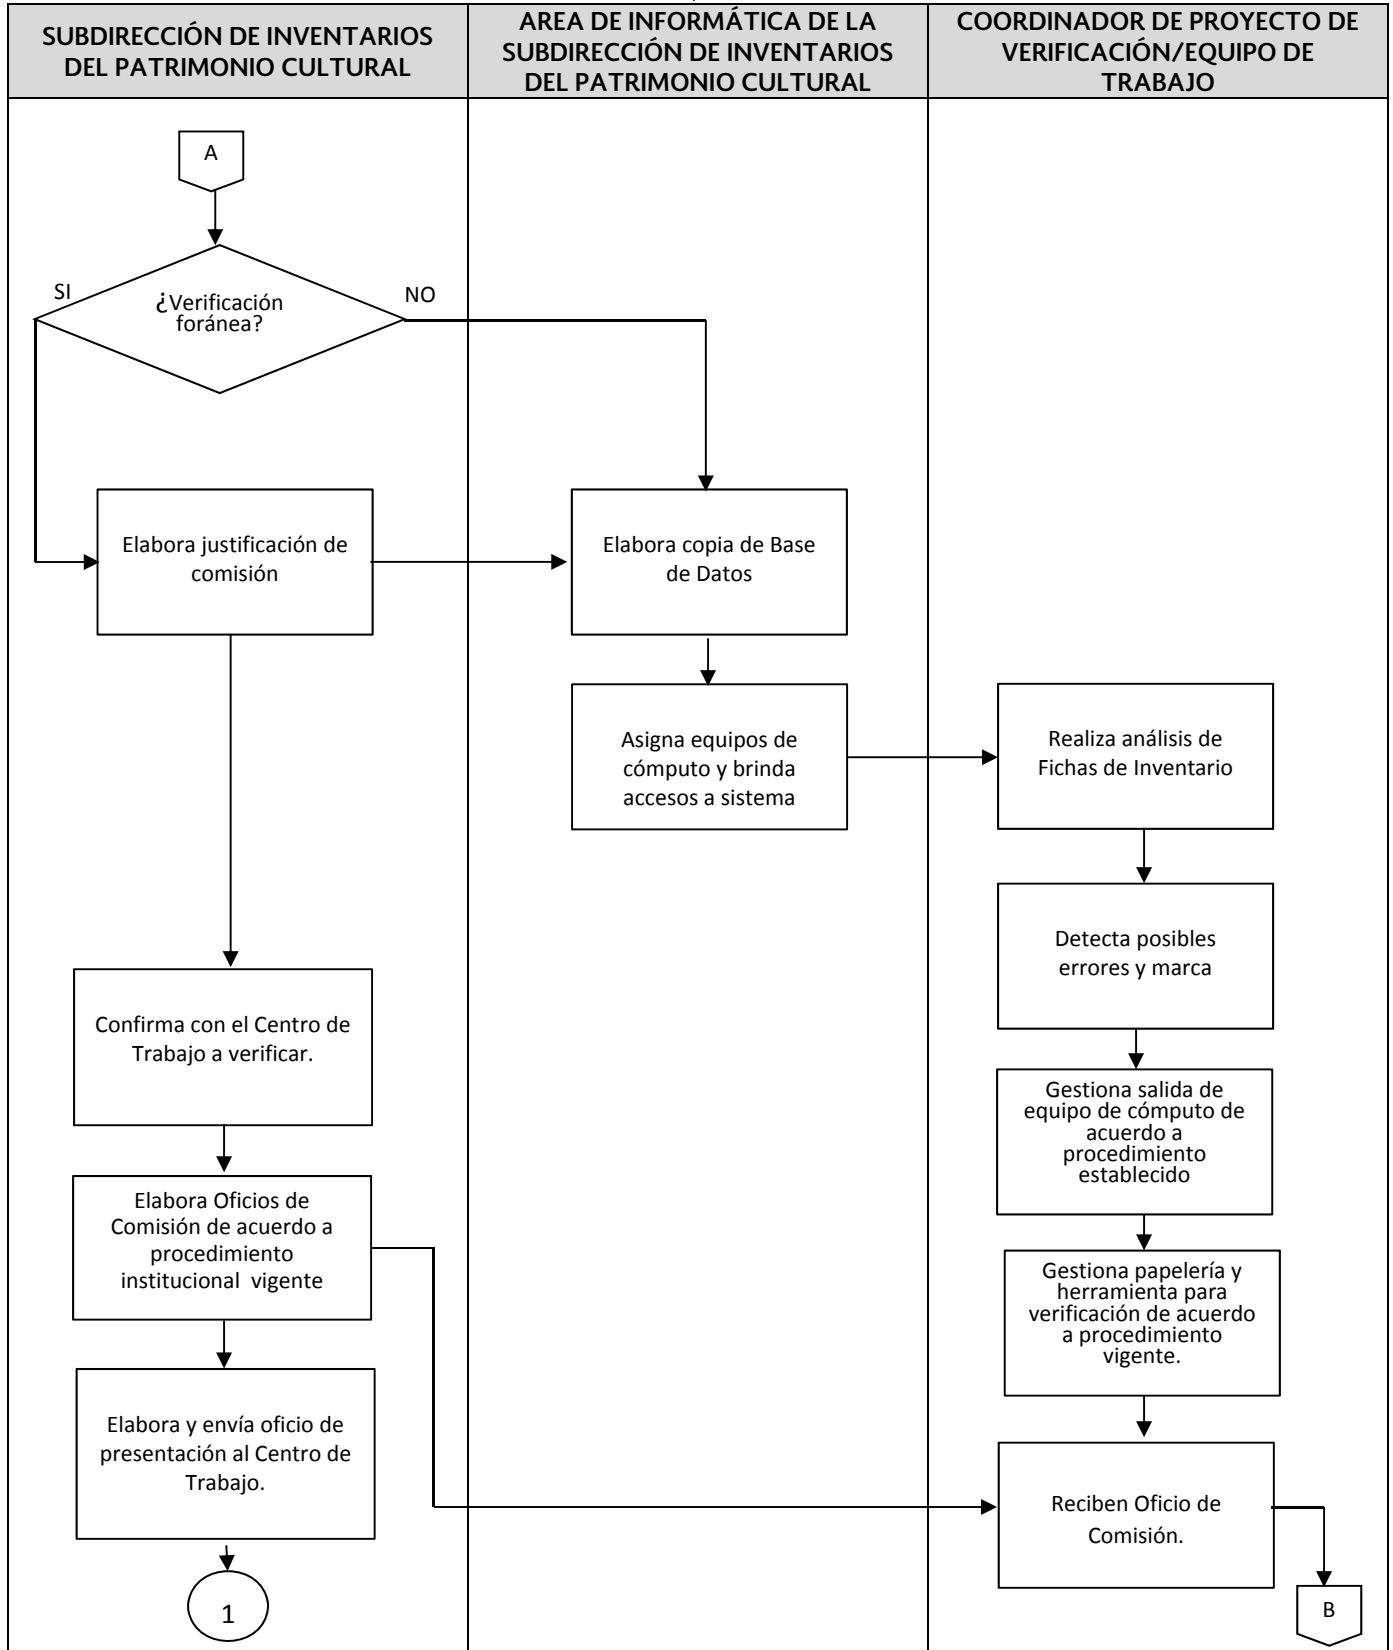 SUBDIRECCIÓN DE INVENTARIOS
DEL PATRIMONIO CULTURAL
AREA DE INFORMÁTICA DE LA
SUBDIRECCIÓN DE INVENTARIOS
DEL PATRIMONIO CULTURAL
COORDINADOR DE PROYECTO DE
VERIFICACIÓN/EQUIPO DE
TRABAJO
A
SI
¿Verificación
foránea?
NO
Elabora justificación de
comisión
Elabora copia de Base
de Datos
Asigna equipos de
cómputo y brinda
accesos a sistema
Realiza análisis de
Fichas de Inventario
Detecta posibles
errores y marca
Confirma con el Centro de
Trabajo a verificar.
Gestiona salida de
equipo de cómputo de
acuerdo a
procedimiento
establecido
Elabora Oficios de
Comisión de acuerdo a
procedimiento
institucional vigente
Gestiona papelería y
herramienta para
verificación de acuerdo
a procedimiento
vigente.
Elabora y envía oficio de
presentación al Centro de
Trabajo.
Reciben Oficio de
Comisión.
1
B